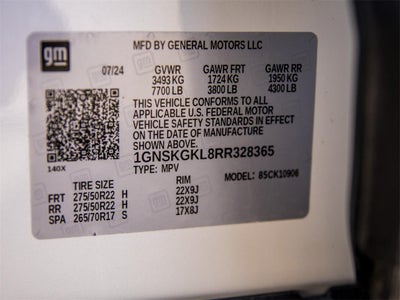 gm
MFD BY GENERAL MOTORS LLC
07/24 GVWR GAWR FRT GAWR RR
3493 KG 1724 KG 1950 KG
7700 LB 3800 LB 4300 LB
THIS VEHICLE CONFORMS TO ALL
APPLICABLE U.S. FEDERAL MOTOR
VEHICLE SAFETY STANDARDS IN EFFECT
ON THE DATE OF MANUFACTURE
SHOWN ABOVE.
140X
1GNSKGKL8RR328365
TYPE: MPV MODEL: 85CK10906
TIRE SIZE RIM
FRT 275/50R22 H 22X9J
RR 275/50R22 H 22X9J
SPA 265/70R17 S 17X8J